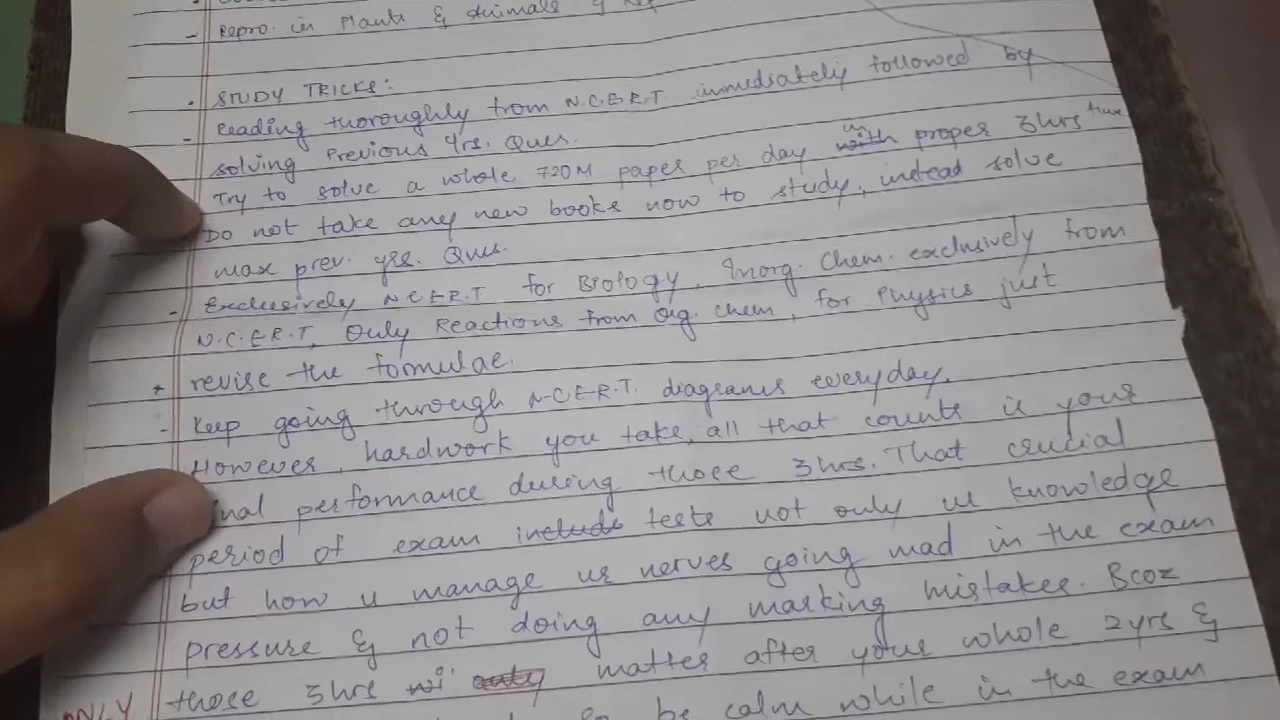 - Repro. in Plants & Animals
• STUDY TRICKS:
- Reading thoroughly from N.C.E.R.T immediately followed by
solving Previous Yrs. Ques.
Try to solve a whole 720M paper per day with in proper 3hrs time
Do not take any new books now to study, instead solve
max prev. yrs. Ques.
- Exclusively N.C.E.R.T for Biology. Inorg. Chem. exclusively from
N.C.E.R.T, Only Reactions from Org. chem, for Physics just
revise the formulae.
- Keep going through N.C.E.R.T. diagrams everyday.
- However, hardwork you take, all that counts is your
final performance during those 3hrs. That crucial
period of exam include tests not only ur knowledge
but how u manage ur nerves going mad in the exam
pressure & not doing any marking mistakes. Bcoz
those 3hrs only matter after your whole 2yrs &
ONLY be calm while in the exam